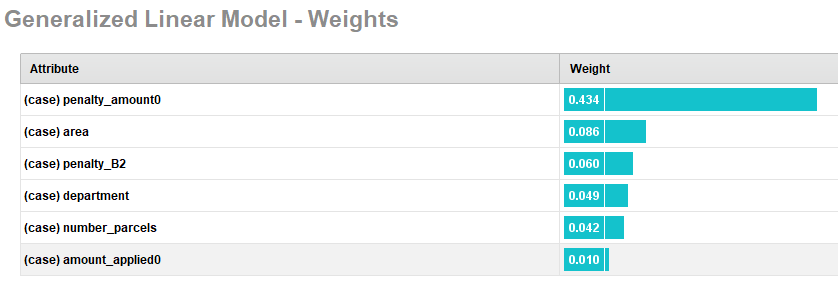 Generalized Linear Model - Weights
Attribute Weight
(case) penalty_amount0 0.434
(case) area 0.086
(case) penalty_B2 0.060
(case) department 0.049
(case) number_parcels 0.042
(case) amount_applied0 0.010